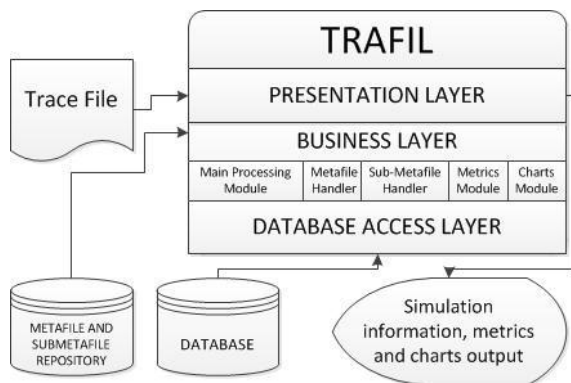 TRAFIL
Trace File
PRESENTATION LAYER
BUSINESS LAYER
Main Processing
Module
Metafile
Handler
Sub-Metafile
Handler
Metrics
Module
Charts
Module
DATABASE ACCESS LAYER
METAFILE AND
SUBMETAFILE
REPOSITORY
DATABASE
Simulation
information, metrics
and charts output